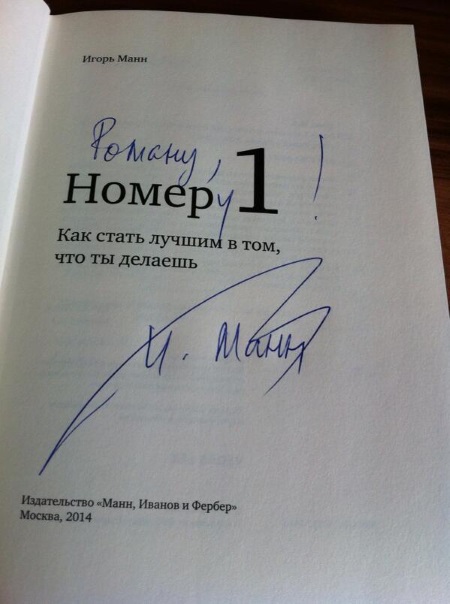 Игорь Манн
Роману,
Номеру 1!
Как стать лучшим в том,
что ты делаешь
И. Манн
Издательство «Манн, Иванов и Фербер»
Москва, 2014